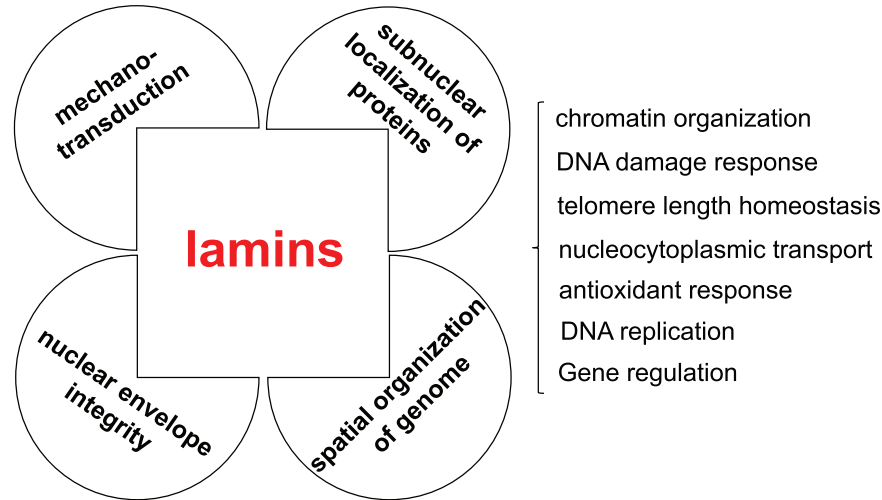 mechano-
transduction
subnuclear
localization of
proteins
lamins
nuclear envelope
integrity
spatial organization
of genome
chromatin organization
DNA damage response
telomere length homeostasis
nucleocytoplasmic transport
antioxidant response
DNA replication
Gene regulation